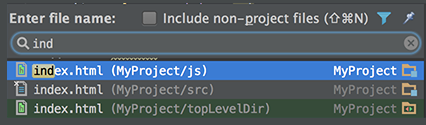 Enter file name: Include non-project files (⇧⌘N)
ind
index.html (MyProject/js) MyProject
index.html (MyProject/src) MyProject
index.html (MyProject/topLevelDir) MyProject